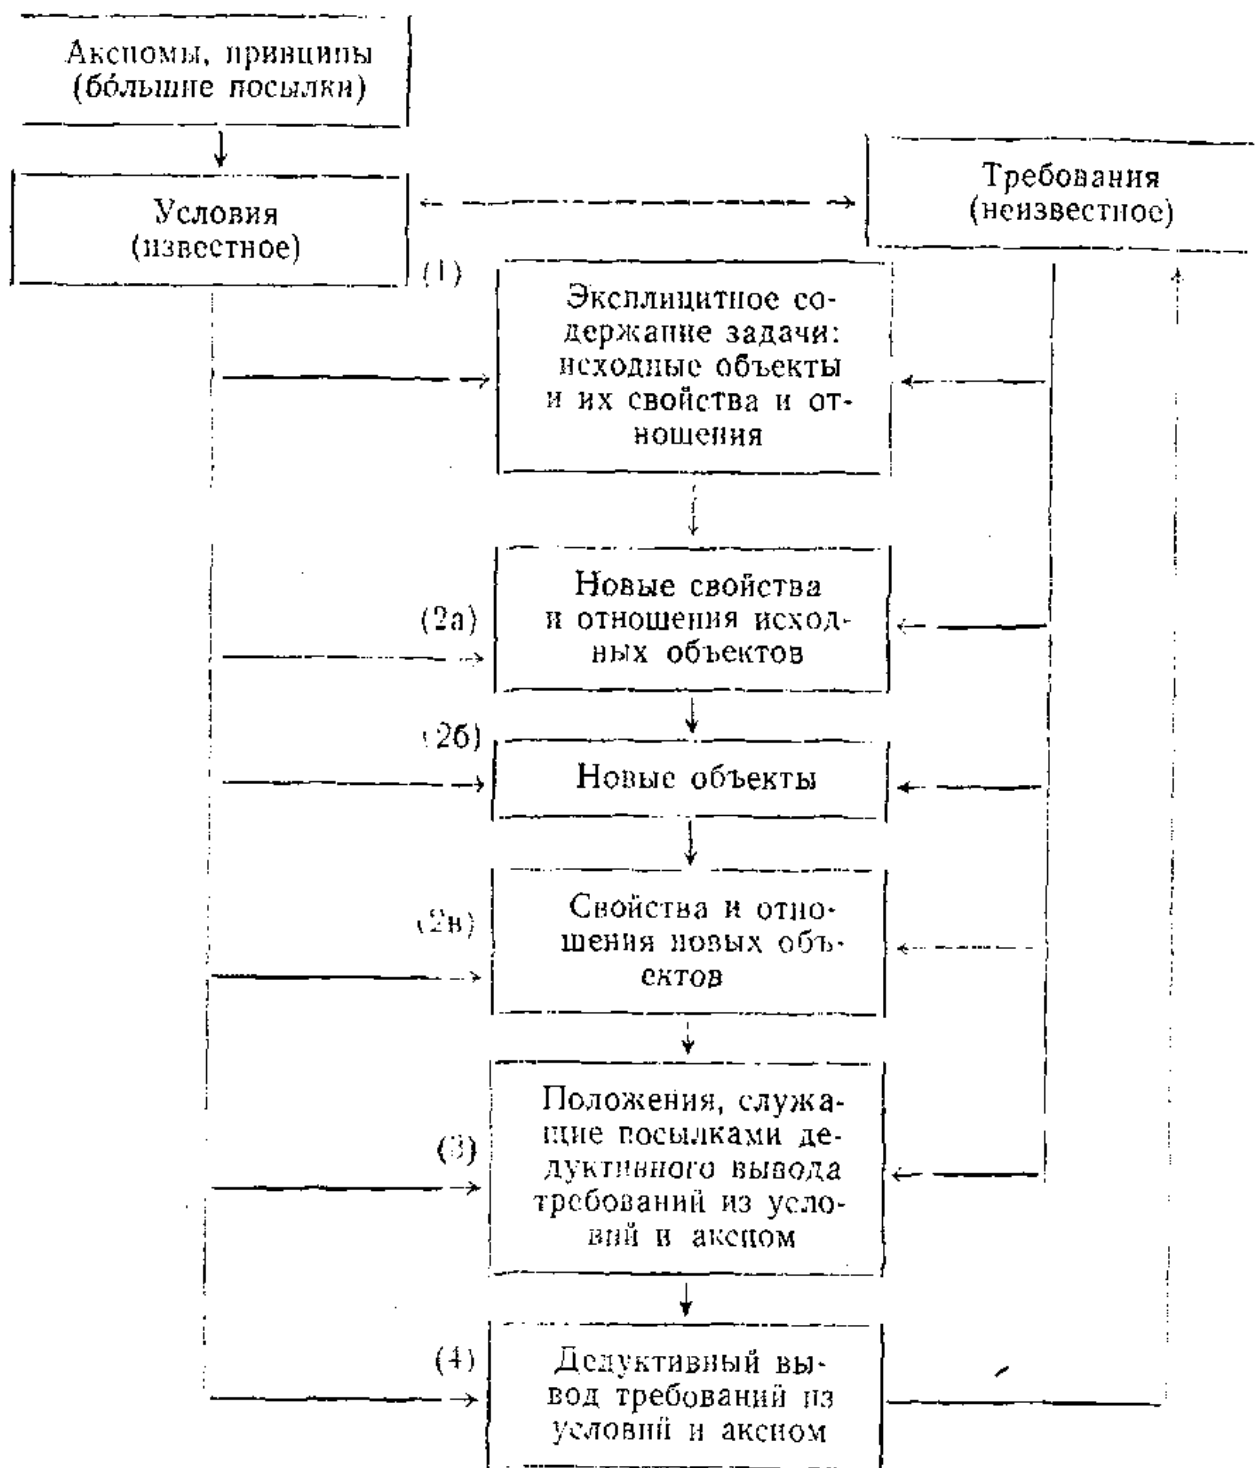 Аксиомы, принципы
(бо́льшие посылки)
Условия
(известное)
Требования
(неизвестное)
(1)
Эксплицитное со-
держание задачи:
исходные объекты
и их свойства и от-
ношения
(2а)
Новые свойства
и отношения исход-
ных объектов
(2б)
Новые объекты
(2в)
Свойства и отно-
шения новых объ-
ектов
(3)
Положения, служа-
щие посылками де-
дуктивного вывода
требований из усло-
вий и аксиом
(4)
Дедуктивный вы-
вод требований из
условий и аксиом